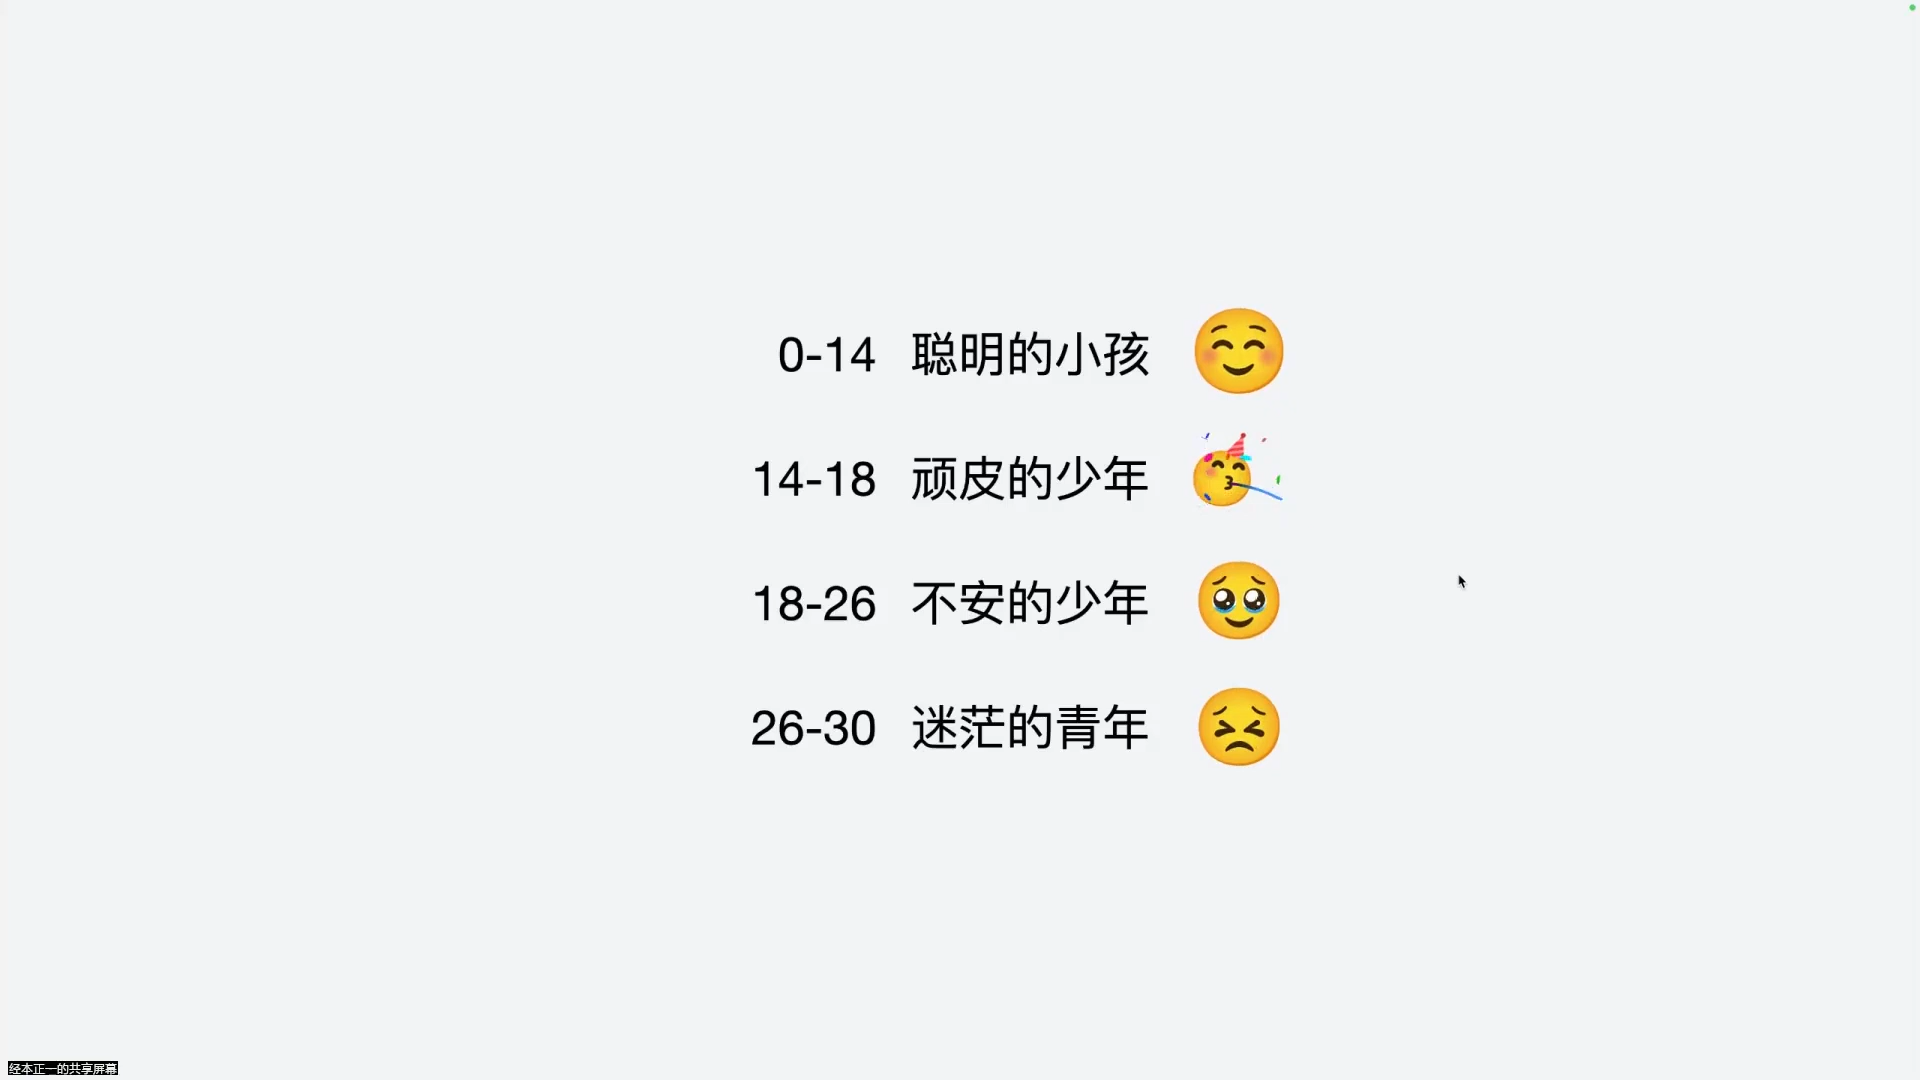 0-14 聪明的小孩 ☺️
14-18 顽皮的少年 🥳
18-26 不安的少年 🥹
26-30 迷茫的青年 😣
经本正一的共享屏幕